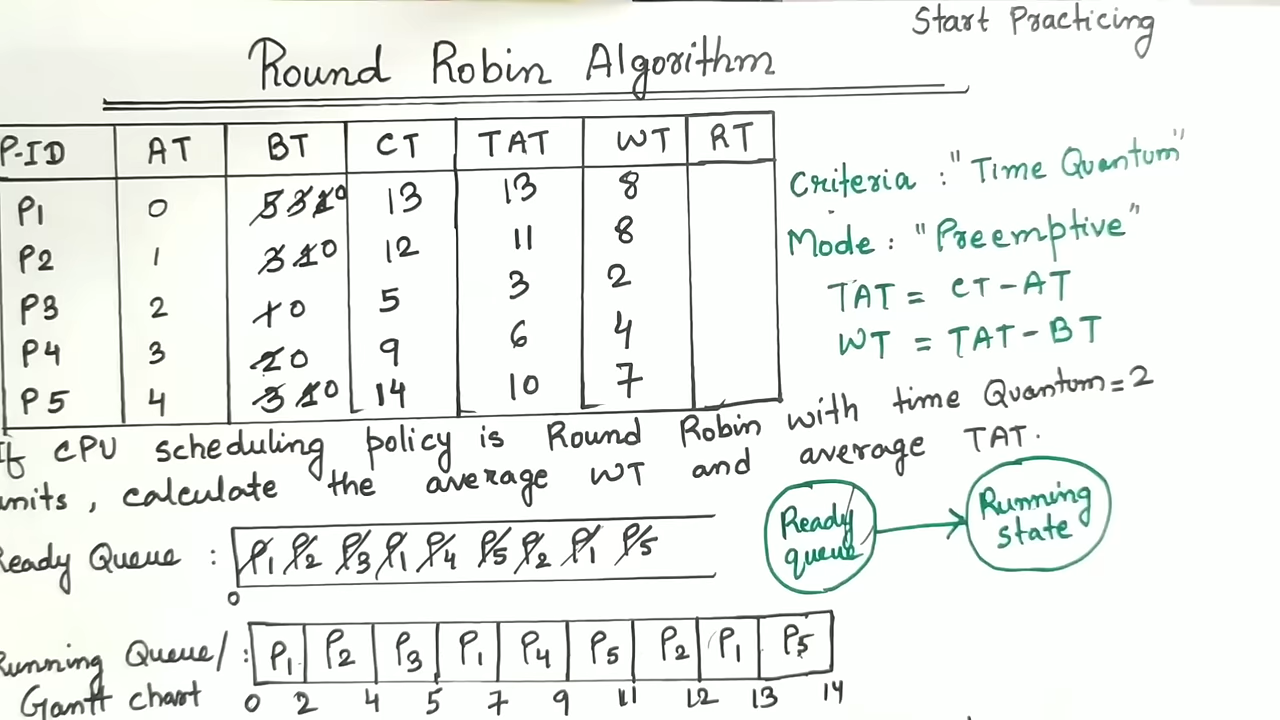 Start Practicing
Round Robin Algorithm
P-ID AT BT CT TAT WT RT
P1 0 5 3 1 0 13 13 8
P2 1 3 1 0 12 11 8
P3 2 1 0 5 3 2
P4 3 2 0 9 6 4
P5 4 3 1 0 14 10 7
Criteria : "Time Quantum"
Mode : "Preemptive"
TAT = CT - AT
WT = TAT - BT
If CPU scheduling policy is Round Robin with time Quantum = 2
units, calculate the average WT and average TAT.
Ready Queue : P1 P2 P3 P1 P4 P5 P2 P1 P5
0
Ready queue
Running state
Running Queue/ : P1 P2 P3 P1 P4 P5 P2 P1 P5
Gantt chart 0 2 4 5 7 9 11 12 13 14